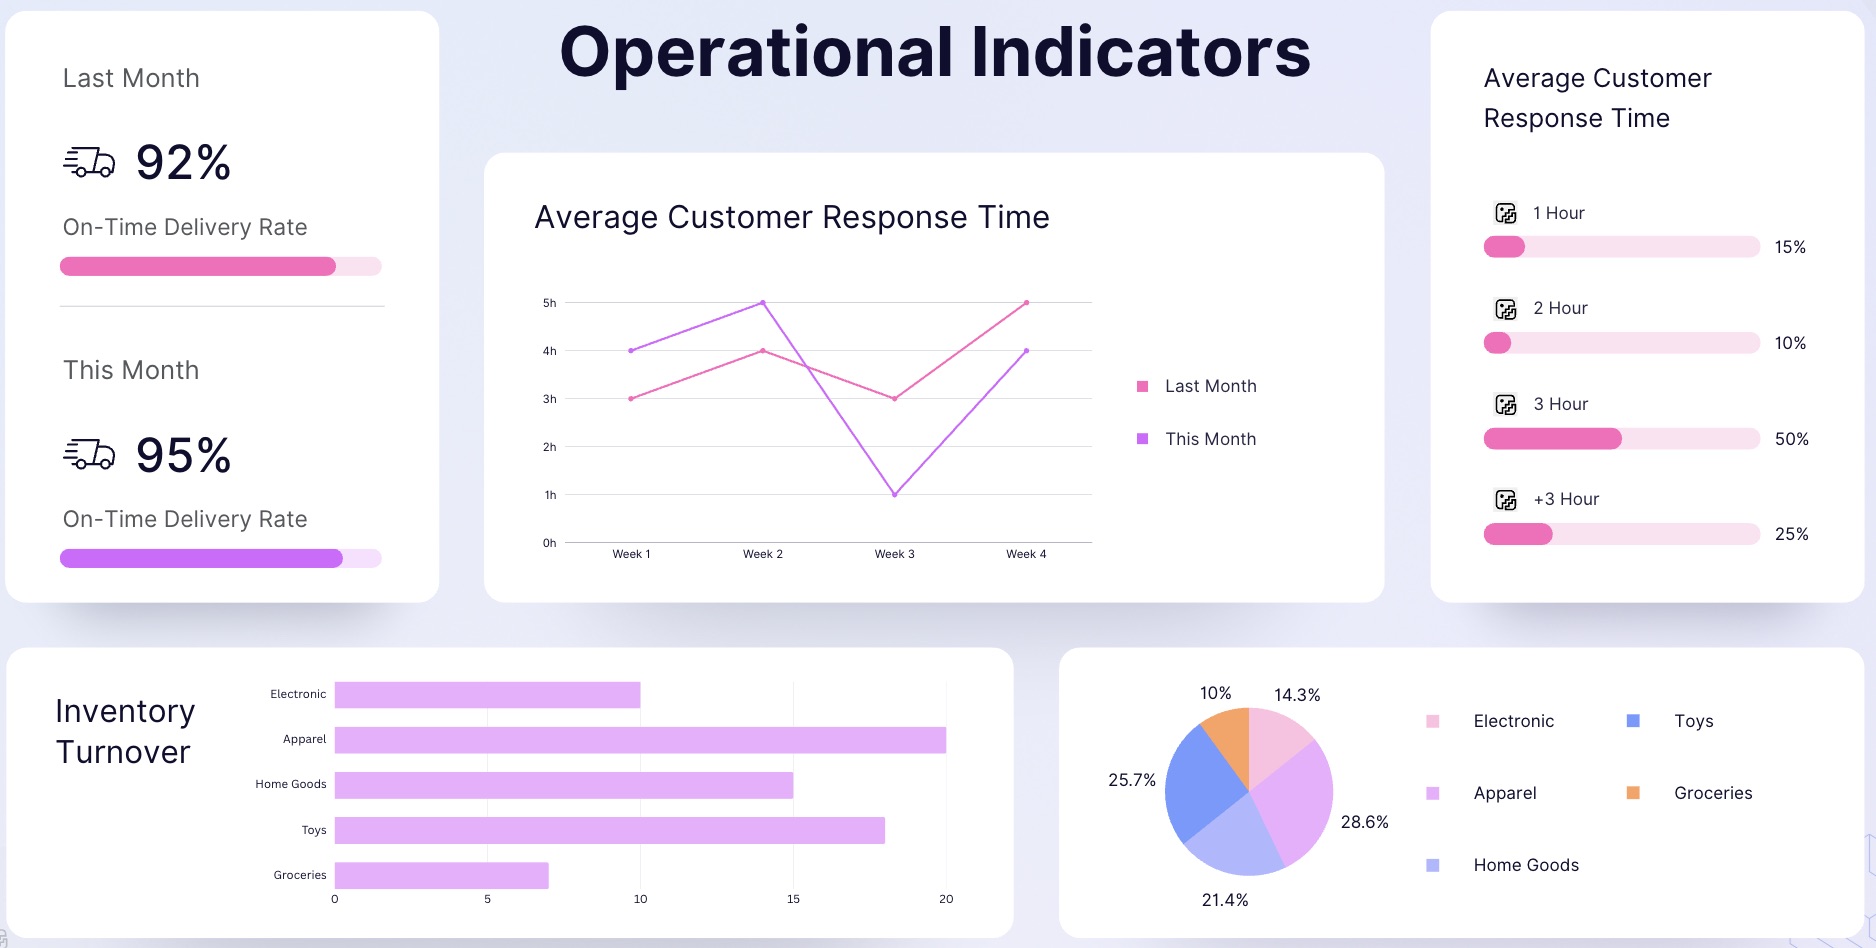 Operational Indicators
Last Month
92%
On-Time Delivery Rate
This Month
95%
On-Time Delivery Rate
Average Customer Response Time
5h
4h
3h
2h
1h
0h
Week 1
Week 2
Week 3
Week 4
Last Month
This Month
Average Customer
Response Time
1 Hour
15%
2 Hour
10%
3 Hour
50%
+3 Hour
25%
Inventory
Turnover
Electronic
Apparel
Home Goods
Toys
Groceries
0
5
10
15
20
10%
14.3%
25.7%
28.6%
21.4%
Electronic
Toys
Apparel
Groceries
Home Goods